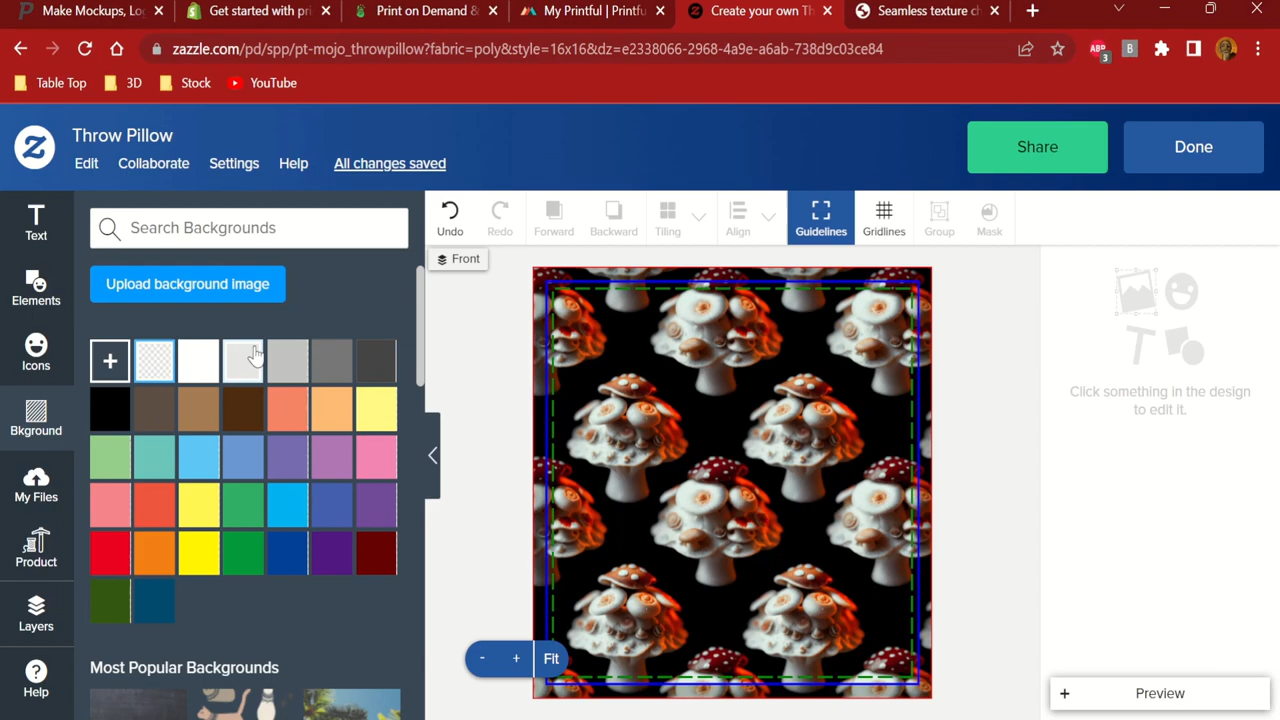 Make Mockups, Lo
Get started with pri
Print on Demand &
My Printful | Printfu
Create your own Th
Seamless texture ch
zazzle.com/pd/spp/pt-mojo_throwpillow?fabric=poly&style=16x16&dz=e2338066-2968-4a9e-a6ab-738d9c03ce84
ABP
3
B
Table Top
3D
Stock
YouTube
Throw Pillow
Edit
Collaborate
Settings
Help
All changes saved
Share
Done
Text
Elements
Icons
Bkground
My Files
Product
Layers
Help
Search Backgrounds
Upload background image
Most Popular Backgrounds
Undo
Redo
Forward
Backward
Tiling
Align
Guidelines
Gridlines
Group
Mask
Front
- + Fit
Click something in the design
to edit it.
+ Preview